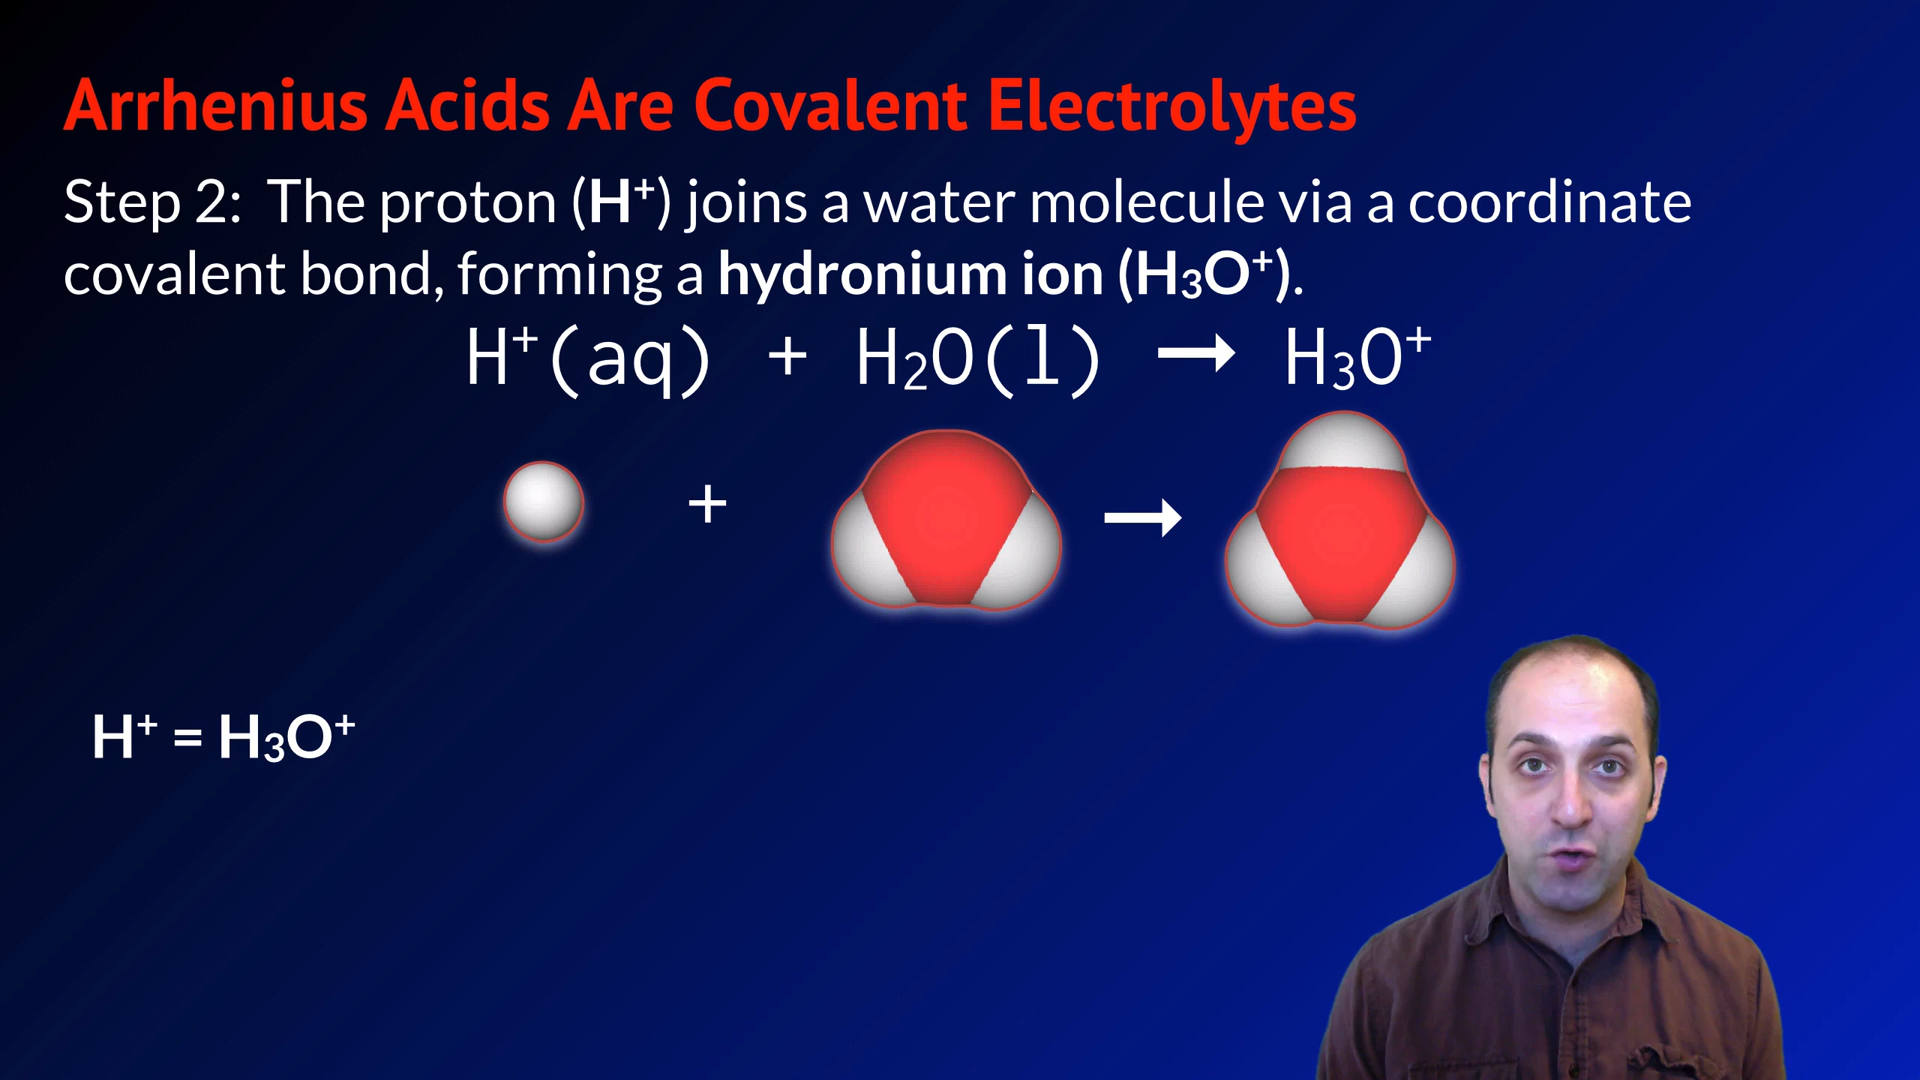 Arrhenius Acids Are Covalent Electrolytes
Step 2: The proton (H⁺) joins a water molecule via a coordinate
covalent bond, forming a hydronium ion (H₃O⁺).
H⁺(aq) + H₂O(l) → H₃O⁺
+ →
H⁺ = H₃O⁺